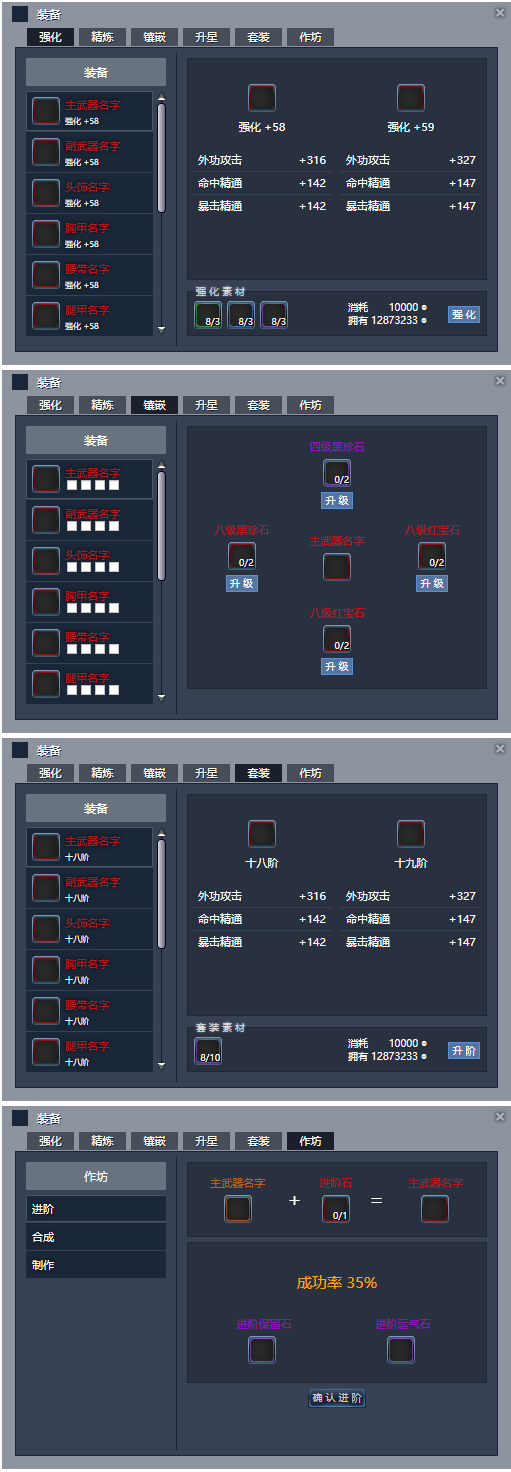 装备
强化 精炼 镶嵌 升星 套装 作坊
装备
主武器名字
强化 +58
副武器名字
强化 +58
头饰名字
强化 +58
胸甲名字
强化 +58
腰带名字
强化 +58
腿甲名字
强化 +58
强化 +58 强化 +59
外功攻击 +316 外功攻击 +327
命中精通 +142 命中精通 +147
暴击精通 +142 暴击精通 +147
强化素材
8/3 8/3 8/3
消耗 10000
拥有 12873233
强化
装备
强化 精炼 镶嵌 升星 套装 作坊
装备
主武器名字
副武器名字
头饰名字
胸甲名字
腰带名字
腿甲名字
四级黑珍石
0/2
升级
八级黑珍石 主武器名字 八级红宝石
0/2 0/2
升级 升级
八级红宝石
0/2
升级
装备
强化 精炼 镶嵌 升星 套装 作坊
装备
主武器名字
十八阶
副武器名字
十八阶
头饰名字
十八阶
胸甲名字
十八阶
腰带名字
十八阶
腿甲名字
十八阶
十八阶 十九阶
外功攻击 +316 外功攻击 +327
命中精通 +142 命中精通 +147
暴击精通 +142 暴击精通 +147
套装素材
8/10
消耗 10000
拥有 12873233
升阶
装备
强化 精炼 镶嵌 升星 套装 作坊
作坊
进阶
合成
制作
主武器名字 + 进阶石 = 主武器名字
0/1
成功率 35%
进阶保留石 进阶运气石
确认进阶